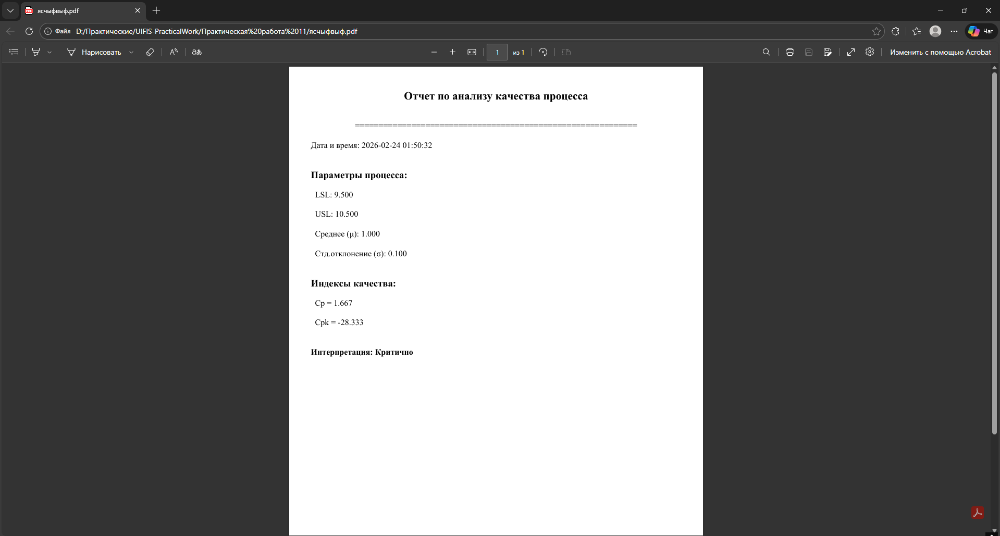 ясчыфвыф.pdf
Файл D:/Практические/UIFIS-PracticalWork/Практическая%20работа%2011/ясчыфвыф.pdf
Чат
Нарисовать
aあ
1 из 1
Изменить с помощью Acrobat
Отчет по анализу качества процесса
============================================================
Дата и время: 2026-02-24 01:50:32
Параметры процесса:
LSL: 9.500
USL: 10.500
Среднее (μ): 1.000
Стд.отклонение (σ): 0.100
Индексы качества:
Cp = 1.667
Cpk = -28.333
Интерпретация: Критично